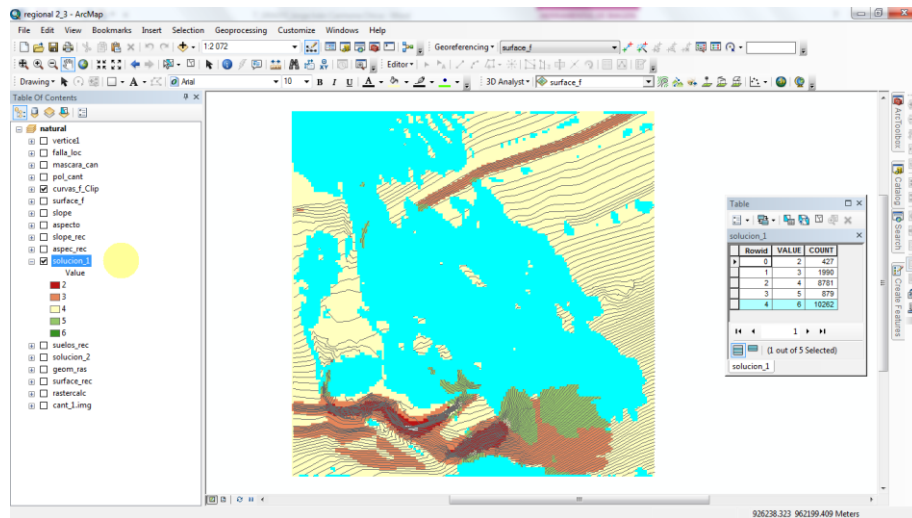 regional 2_3 - ArcMap
File Edit View Bookmarks Insert Selection Geoprocessing Customize Windows Help
1:2 072
Georeferencing surface_f
Editor
Drawing A Arial 10 B I U A
3D Analyst surface_f
Table Of Contents
natural
vertice1
falla_loc
mascara_can
pol_cant
curvas_f_Clip
surface_f
slope
aspecto
slope_rec
aspec_rec
solucion_1
Value
2
3
4
5
6
suelos_rec
solucion_2
geom_ras
surface_rec
rastercalc
cant_1.img
Table
solucion_1
Rowid VALUE COUNT
0 2 427
1 3 1990
2 4 8781
3 5 879
4 6 10262
1
(1 out of 5 Selected)
solucion_1
ArcToolbox
Catalog
Search
Create Features
926238.323 962199.409 Meters